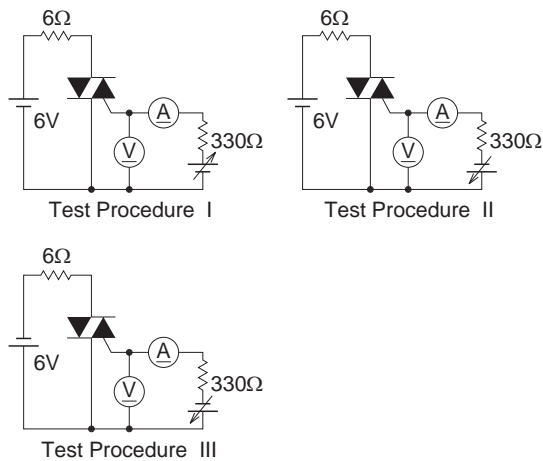 6Ω
6V
A
V
330Ω
Test Procedure I
6Ω
6V
A
V
330Ω
Test Procedure II
6Ω
6V
A
V
330Ω
Test Procedure III